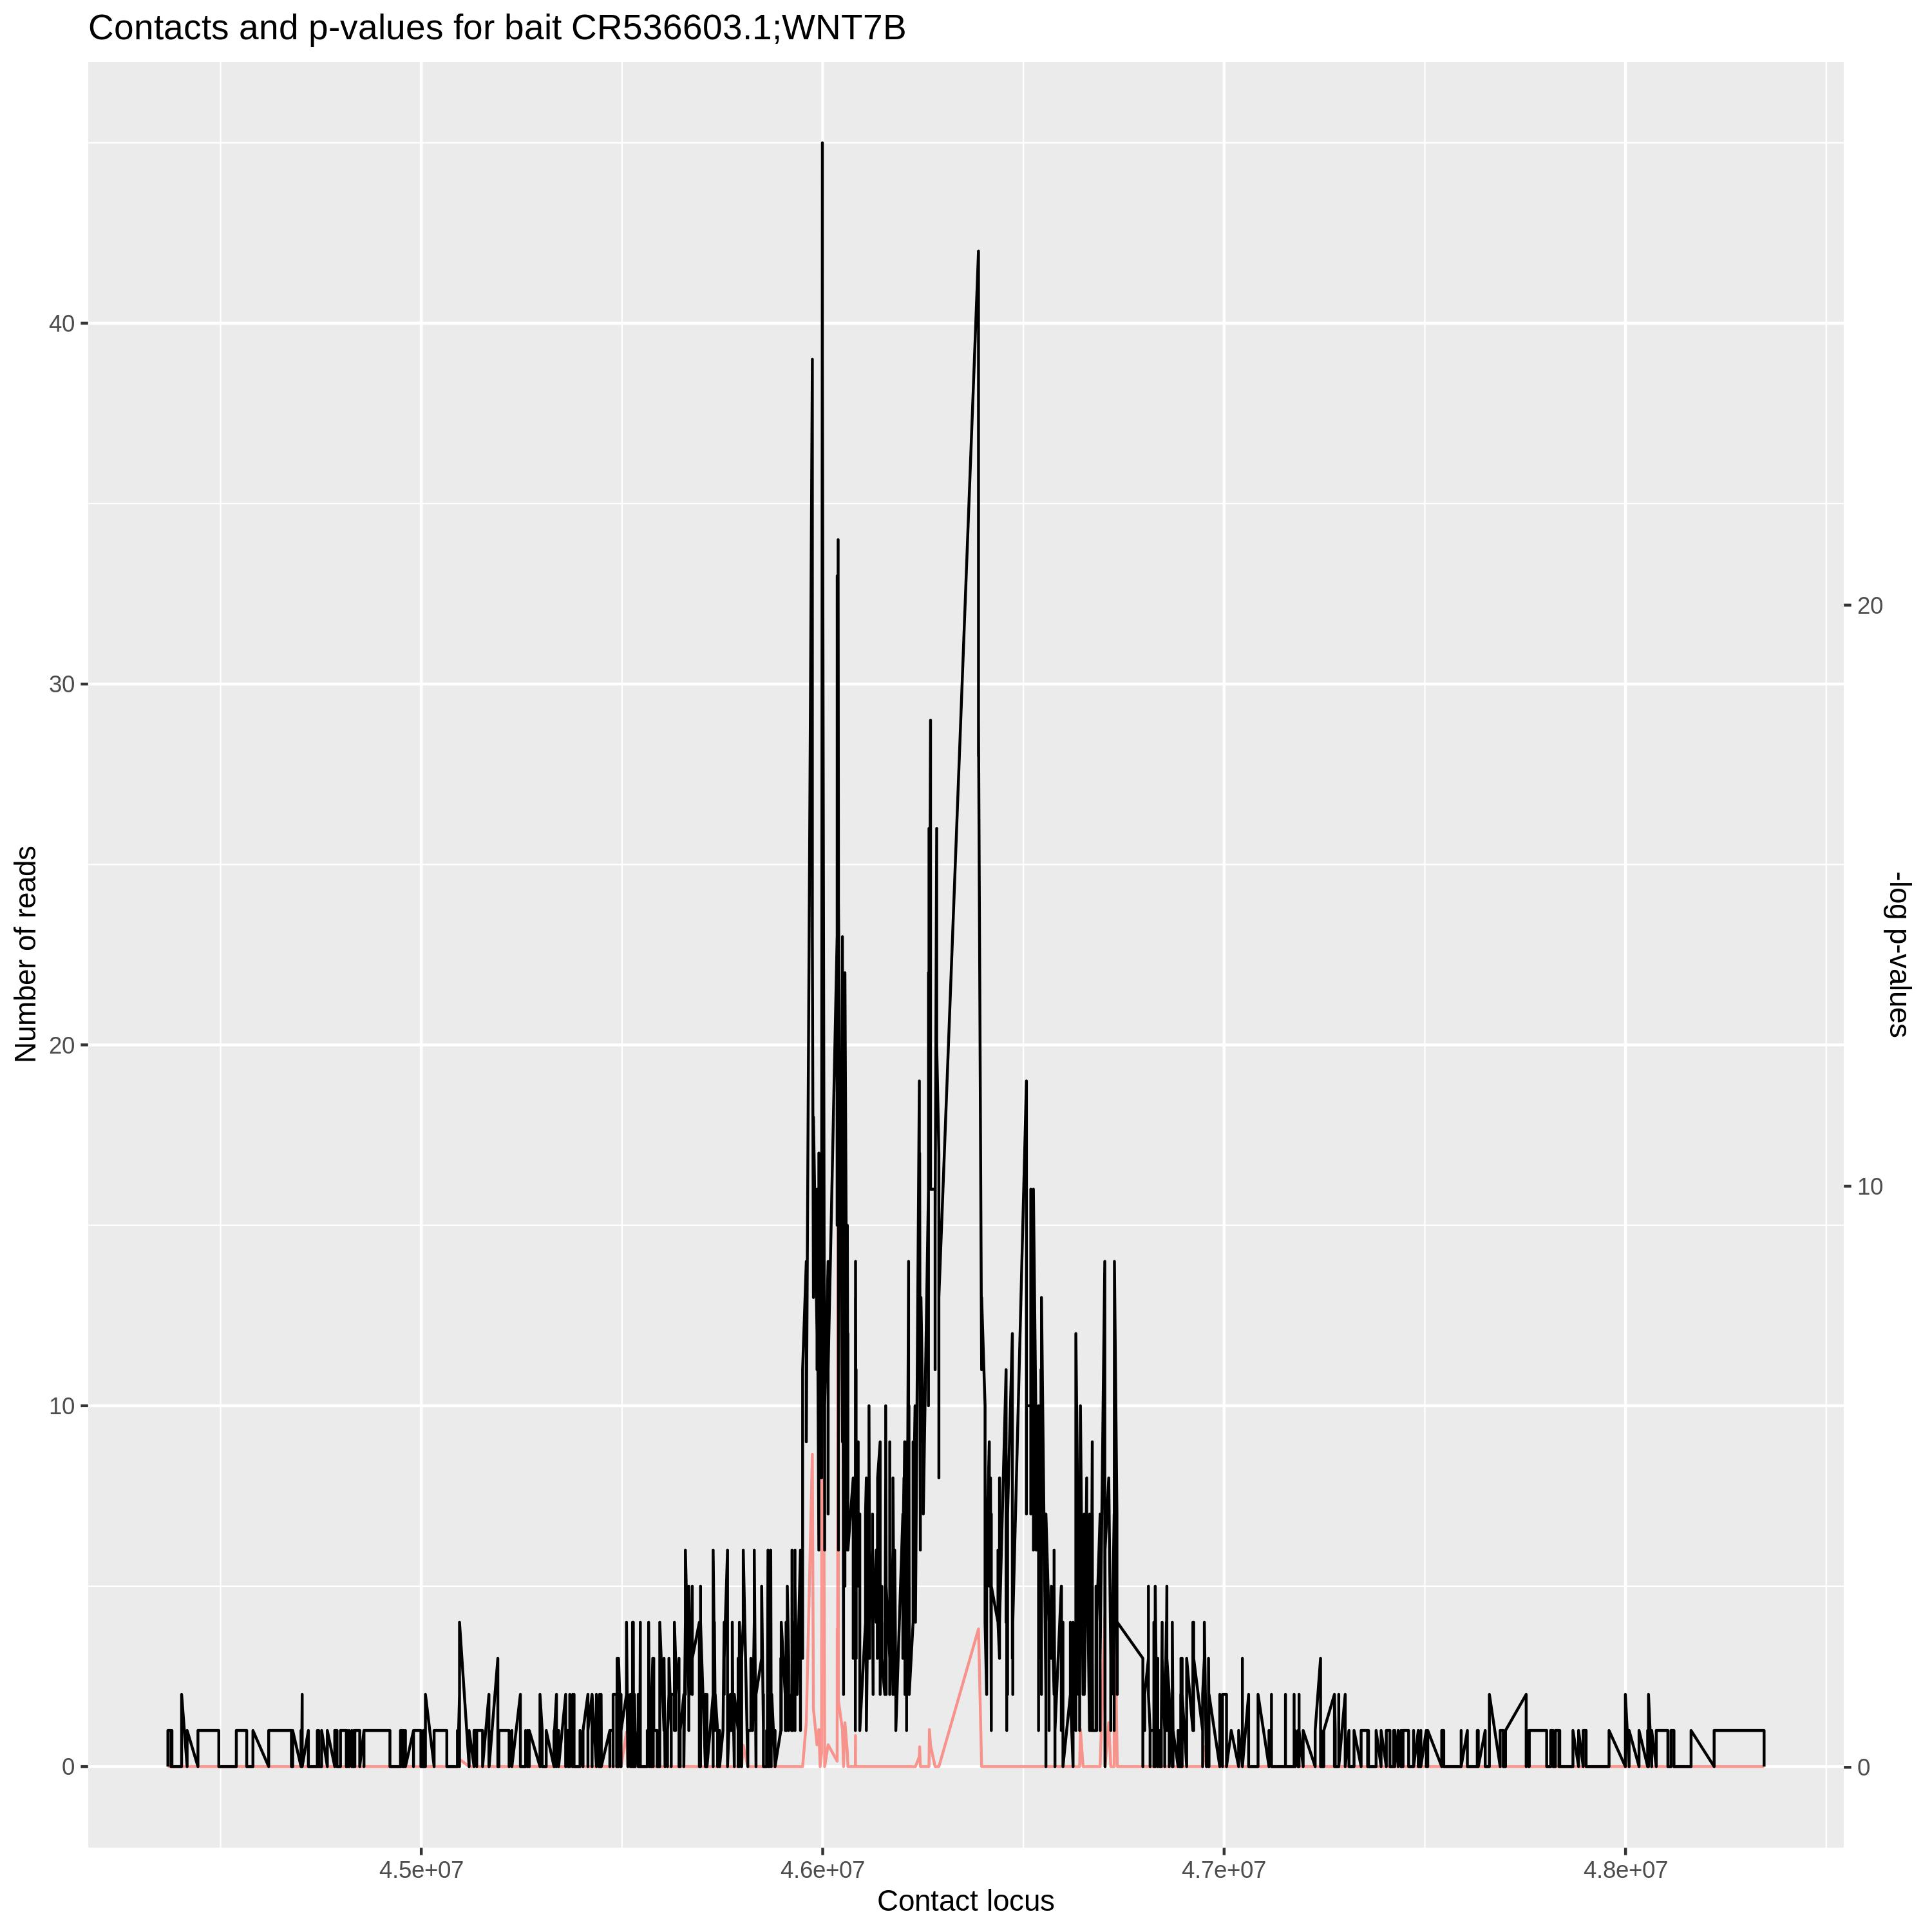 Contacts and p-values for bait CR536603.1;WNT7B
Number of reads
40
30
20
10
0
-log p-values
20
10
0
4.5e+07
4.6e+07
4.7e+07
4.8e+07
Contact locus